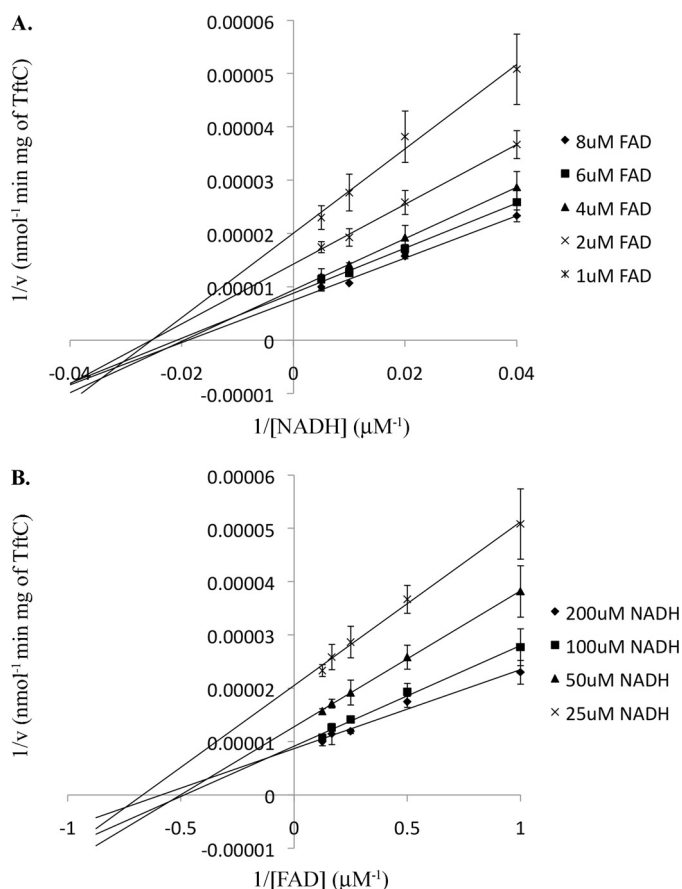 A.
1/v (nmol⁻¹ min mg of TftC)
0.00006
0.00005
0.00004
0.00003
0.00002
0.00001
0
-0.00001
-0.04
-0.02
0
0.02
0.04
1/[NADH] (µM⁻¹)
8uM FAD
6uM FAD
4uM FAD
2uM FAD
1uM FAD
B.
1/v (nmol⁻¹ min mg of TftC)
0.00006
0.00005
0.00004
0.00003
0.00002
0.00001
0
-0.00001
-1
-0.5
0
0.5
1
1/[FAD] (µM⁻¹)
200uM NADH
100uM NADH
50uM NADH
25uM NADH